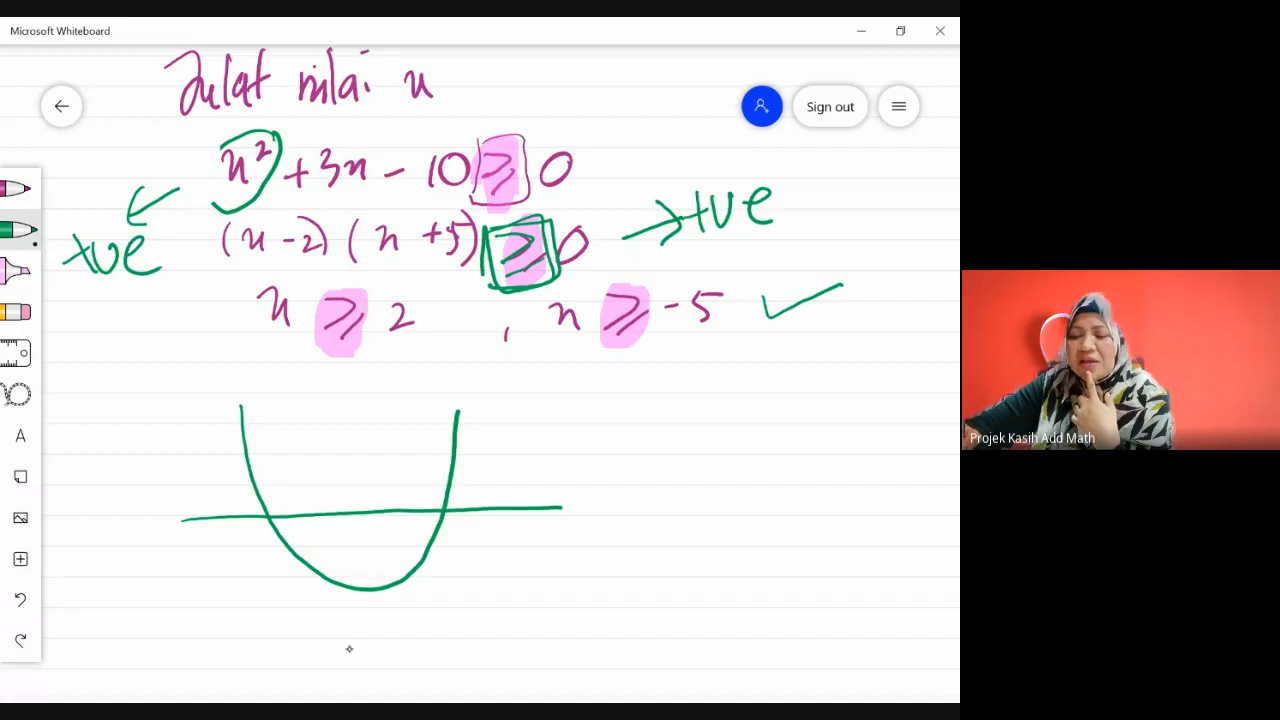 Microsoft Whiteboard
Julat nilai x
Sign out
x² + 3x - 10 ≥ 0
+ve
(x - 2)(x + 5) ≥ 0
+ve
x ≥ 2 , x ≥ -5
A
Projek Kasih Add Math